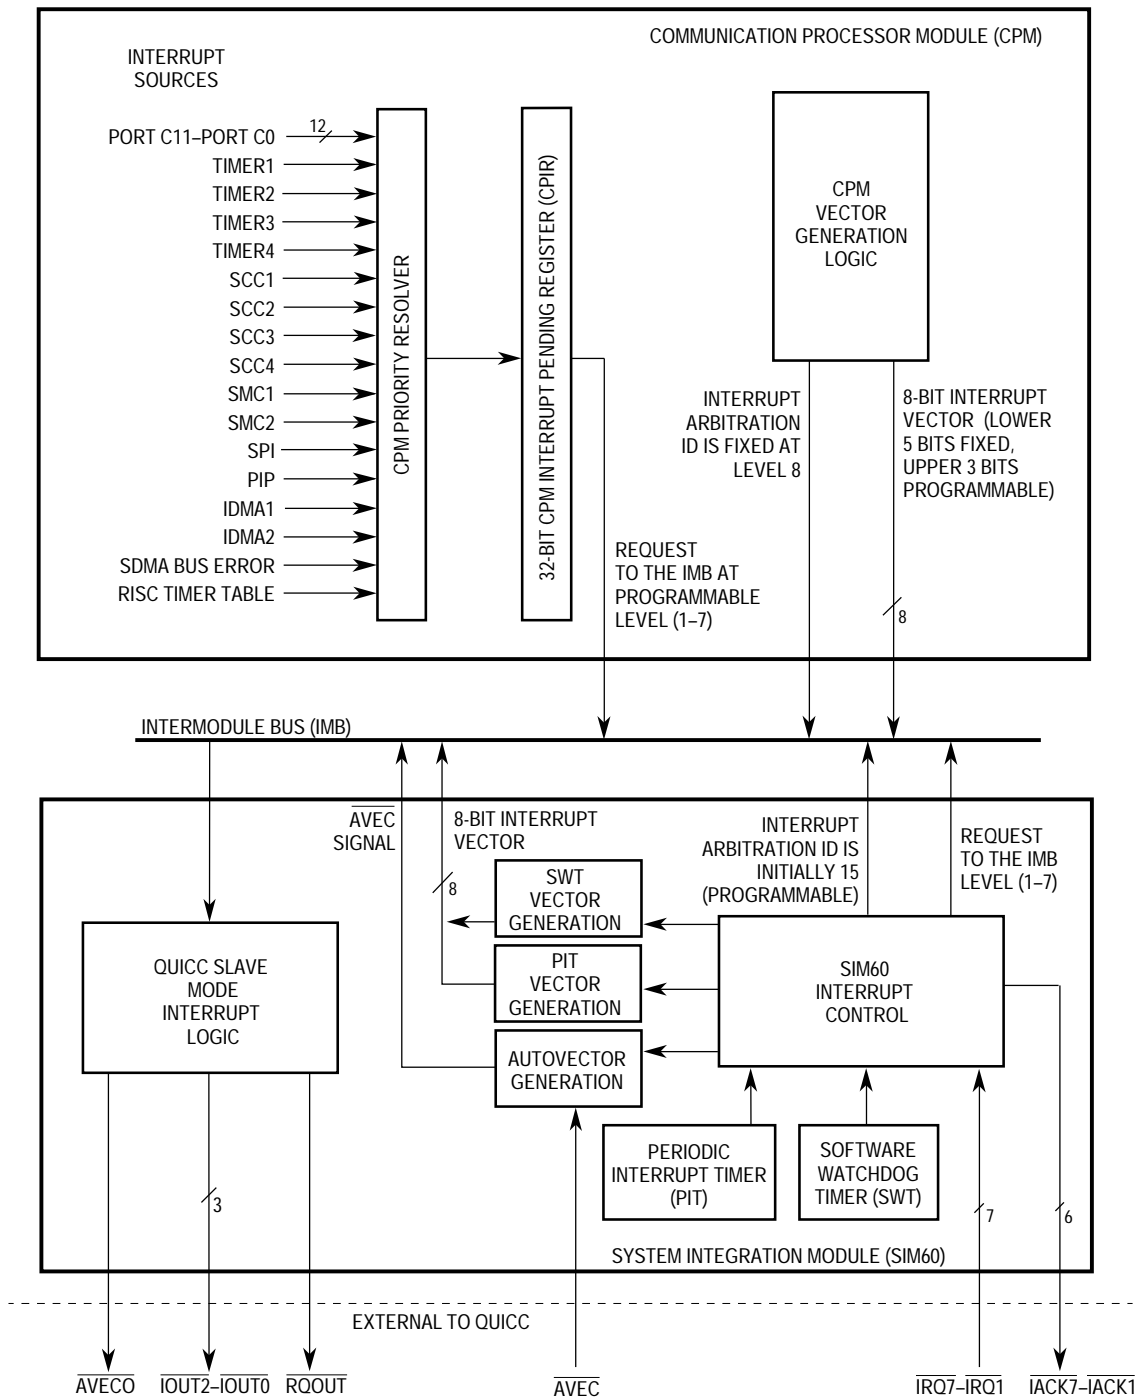 COMMUNICATION PROCESSOR MODULE (CPM)
INTERRUPT
SOURCES
PORT C11–PORT C0
12
TIMER1
TIMER2
TIMER3
TIMER4
SCC1
SCC2
SCC3
SCC4
SMC1
SMC2
SPI
PIP
IDMA1
IDMA2
SDMA BUS ERROR
RISC TIMER TABLE
CPM PRIORITY RESOLVER
32-BIT CPM INTERRUPT PENDING REGISTER (CPIR)
REQUEST
TO THE IMB AT
PROGRAMMABLE
LEVEL (1–7)
CPM
VECTOR
GENERATION
LOGIC
INTERRUPT
ARBITRATION
ID IS FIXED AT
LEVEL 8
8-BIT INTERRUPT
VECTOR (LOWER
5 BITS FIXED,
UPPER 3 BITS
PROGRAMMABLE)
8
INTERMODULE BUS (IMB)
AVEC
SIGNAL
8-BIT INTERRUPT
VECTOR
8
INTERRUPT
ARBITRATION ID IS
INITIALLY 15
(PROGRAMMABLE)
REQUEST
TO THE IMB
LEVEL (1–7)
QUICC SLAVE
MODE
INTERRUPT
LOGIC
SWT
VECTOR
GENERATION
PIT
VECTOR
GENERATION
AUTOVECTOR
GENERATION
SIM60
INTERRUPT
CONTROL
PERIODIC
INTERRUPT TIMER
(PIT)
SOFTWARE
WATCHDOG
TIMER (SWT)
3
7
6
SYSTEM INTEGRATION MODULE (SIM60)
EXTERNAL TO QUICC
AVECO
IOUT2–IOUT0
RQOUT
AVEC
IRQ7–IRQ1
IACK7–IACK1